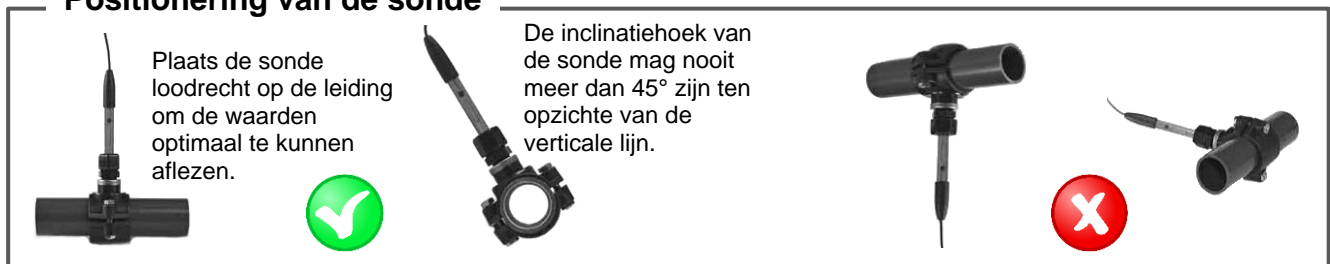 Positionering van de sonde
Plaats de sonde
loodrecht op de leiding
om de waarden
optimaal te kunnen
aflezen.
De inclinatiehoek van
de sonde mag nooit
meer dan 45° zijn ten
opzichte van de
verticale lijn.